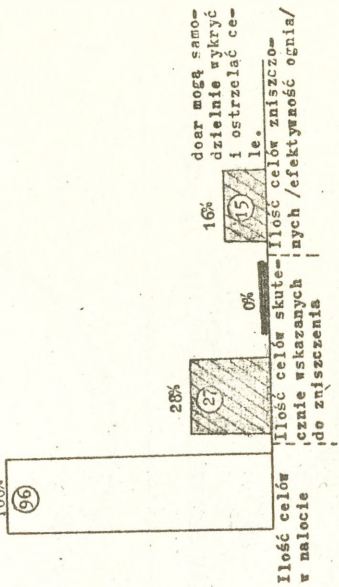 100%
96
28%
27
0%
16%
15
doar mogą samo-
dzielnie wykryć
i ostrzelać ce-
le.
Ilość celów
w nalocie
Ilość celów skute-
cznie wskazanych
do zniszczenia
Ilość celów zniszczo-
nych /efektywność ognia/